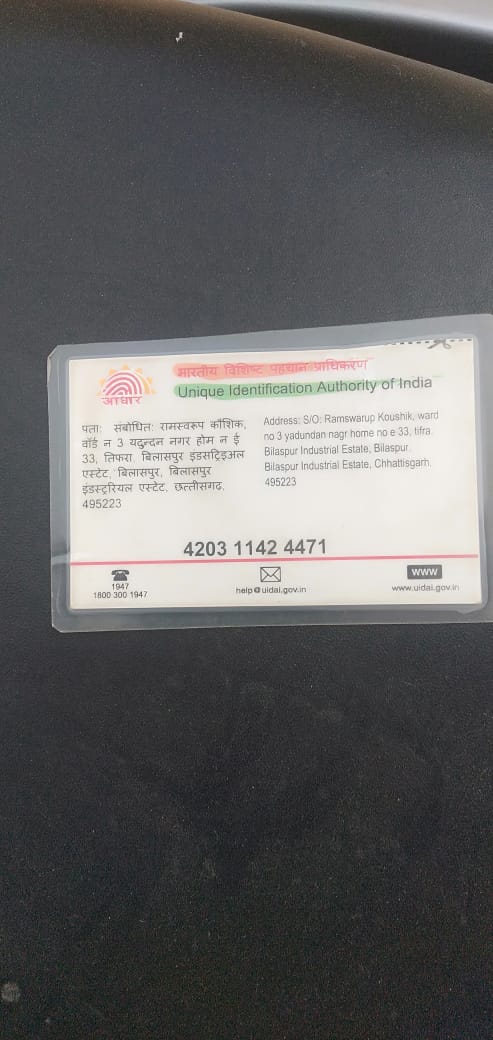 भारतीय विशिष्ट पहचान प्राधिकरण
Unique Identification Authority of India
आधार
पता: संबोधित: रामस्वरूप कौशिक,
वॉर्ड न 3 यदुन्दन नगर होम न ई
33, तिफरा, बिलासपुर इंडसट्रिअल
एस्टेट, बिलासपुर, बिलासपुर
इंडस्ट्रियल एस्टेट, छत्तीसगढ़,
495223
Address: S/O: Ramswarup Koushik, ward
no 3 yadundan nagr home no e 33, tifra,
Bilaspur Industrial Estate, Bilaspur,
Bilaspur Industrial Estate, Chhattisgarh,
495223
4203 1142 4471
1947
1800 300 1947
help@uidai.gov.in
WWW
www.uidai.gov.in